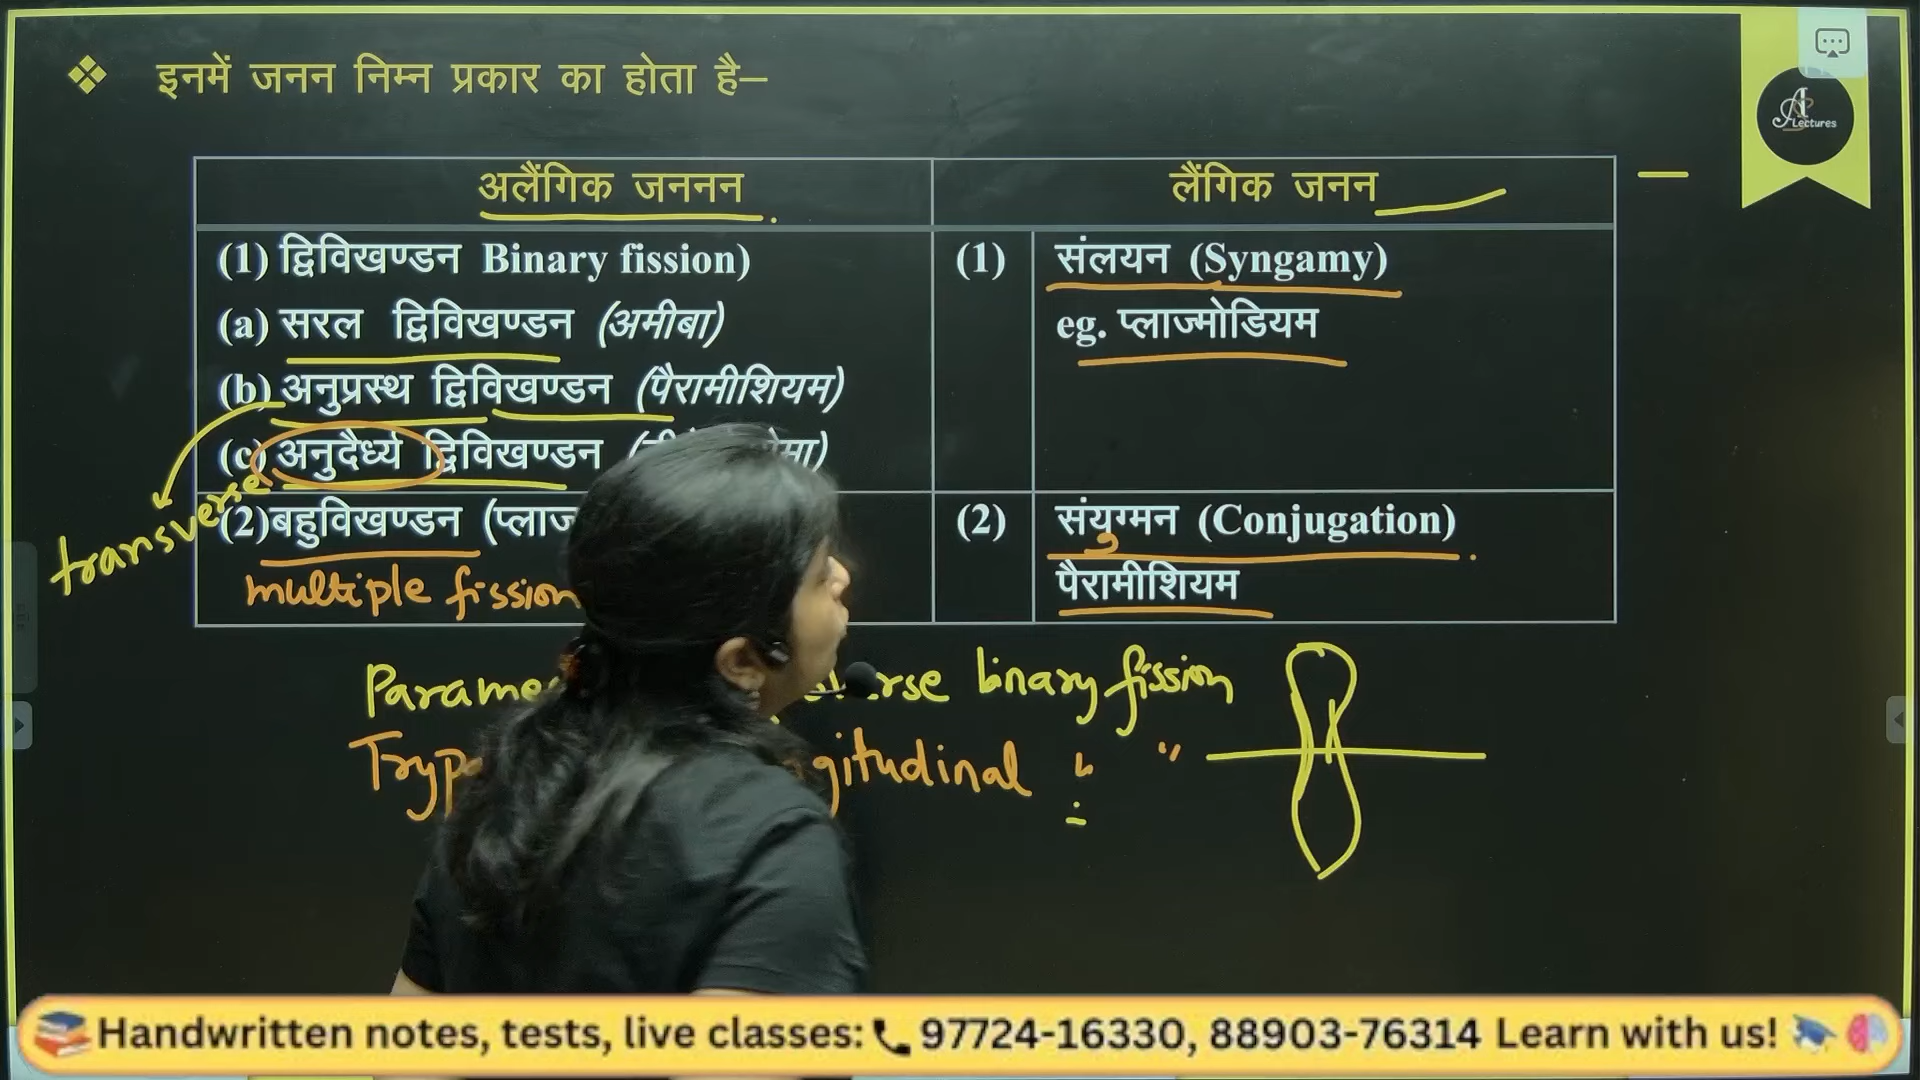 ❖ इनमें जनन निम्न प्रकार का होता है–
A Lectures
अलैंगिक जननन
लैंगिक जनन
(1) द्विविखण्डन Binary fission)
(a) सरल द्विविखण्डन (अमीबा)
(b) अनुप्रस्थ द्विविखण्डन (पैरामीशियम)
(c) अनुदैर्ध्य द्विविखण्डन
(1) संलयन (Syngamy)
eg. प्लाज्मोडियम
transverse
(2)बहुविखण्डन
multiple fission
(2) संयुग्मन (Conjugation)
पैरामीशियम
binary fission
" "
Handwritten notes, tests, live classes: 97724-16330, 88903-76314 Learn with us!